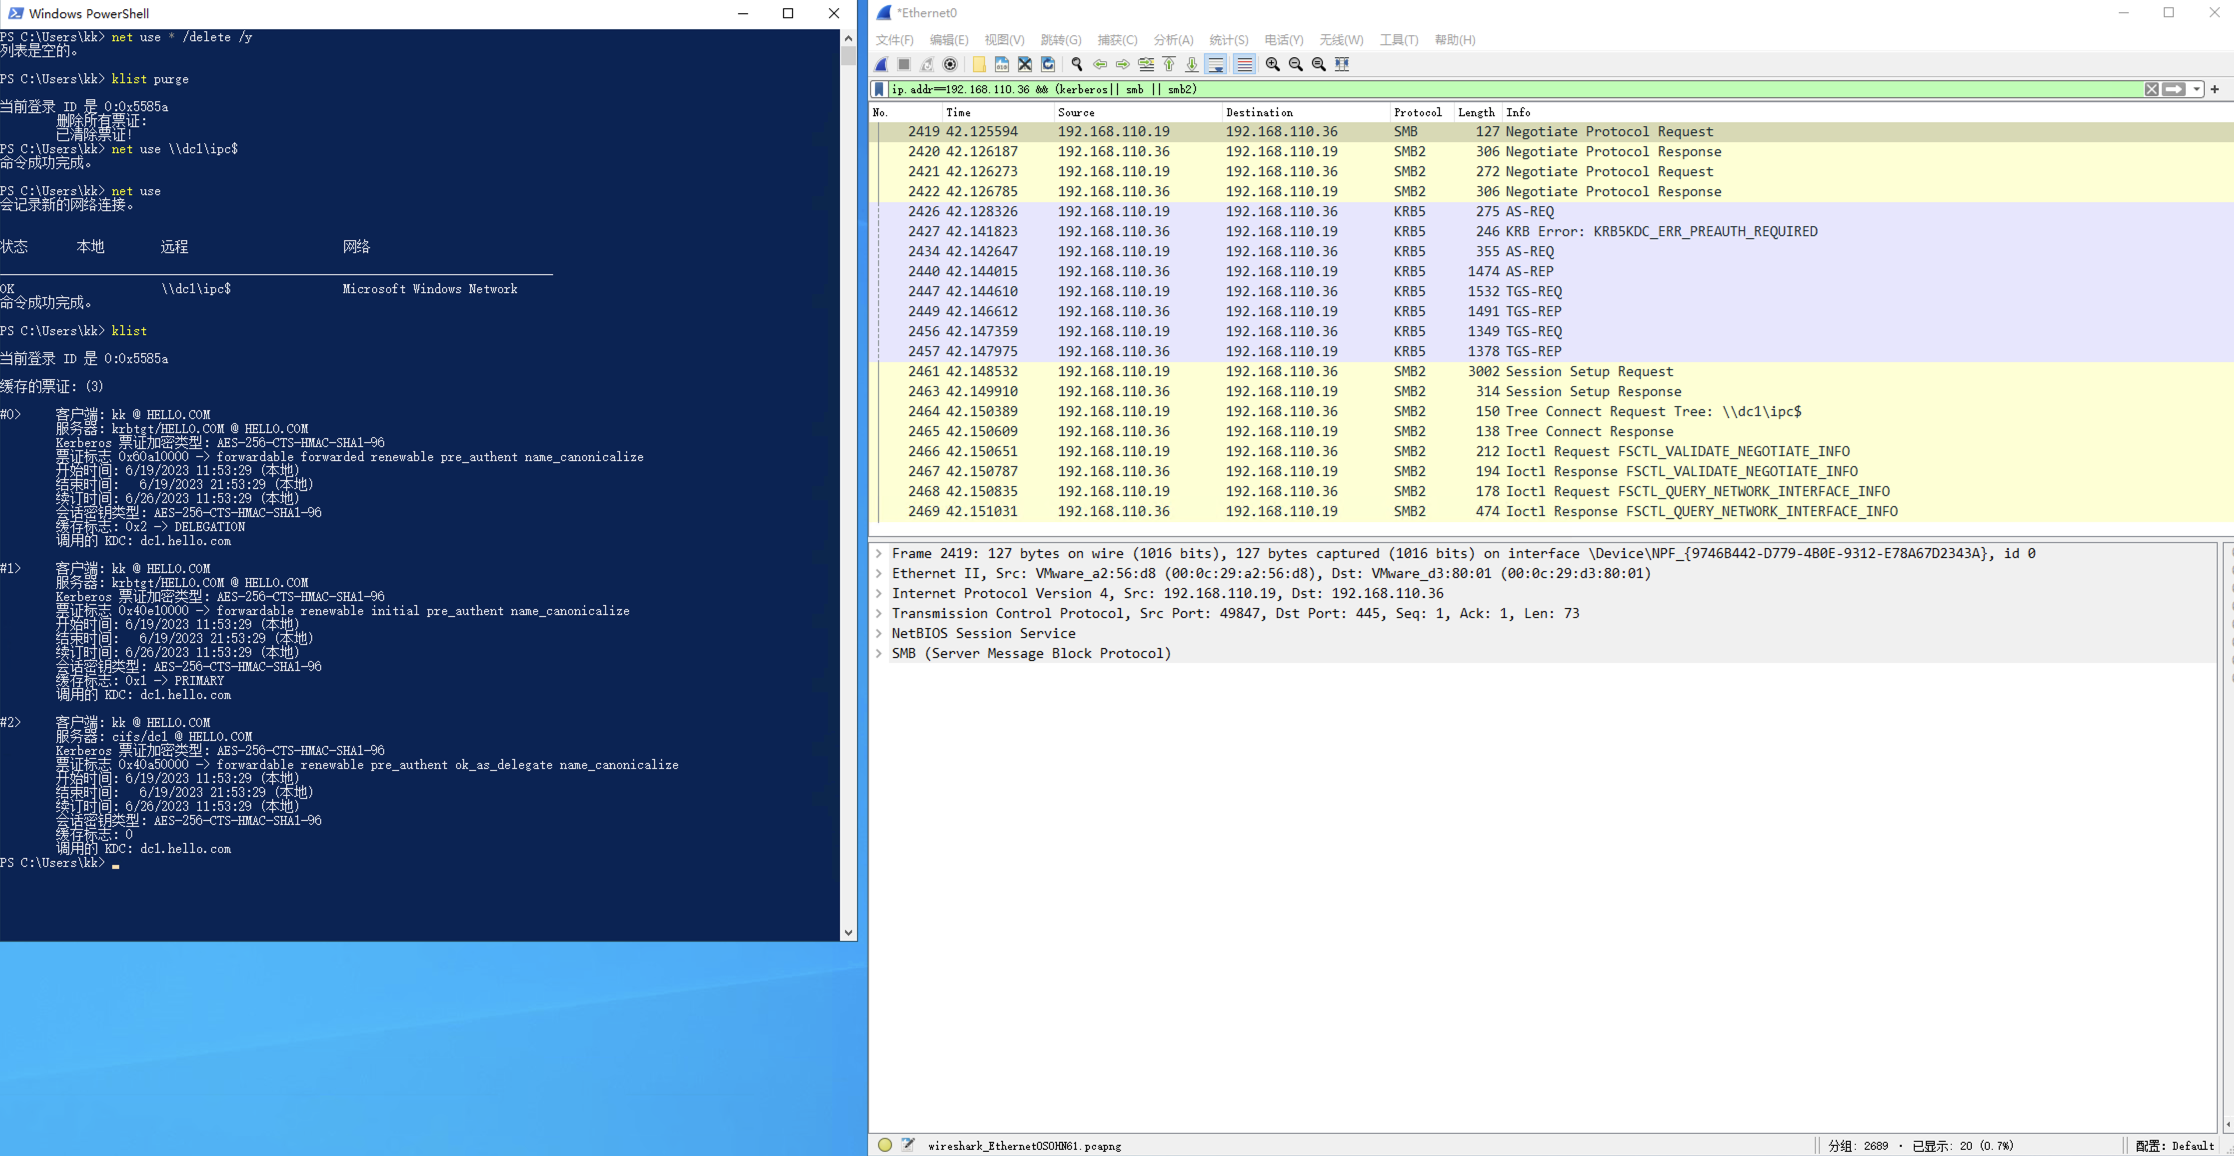 Windows PowerShell
PS C:\Users\kk> net use * /delete /y
列表是空的。
PS C:\Users\kk> klist purge
当前登录 ID 是 0:0x5585a
删除所有票证:
已清除票证!
PS C:\Users\kk> net use \\dc1\ipc$
命令成功完成。
PS C:\Users\kk> net use
会记录新的网络连接。
状态 本地 远程 网络
OK \\dc1\ipc$ Microsoft Windows Network
命令成功完成。
PS C:\Users\kk> klist
当前登录 ID 是 0:0x5585a
缓存的票证: (3)
#0> 客户端: kk @ HELLO.COM
服务器: krbtgt/HELLO.COM @ HELLO.COM
Kerberos 票证加密类型: AES-256-CTS-HMAC-SHA1-96
票证标志 0x60a10000 -> forwardable forwarded renewable pre_authent name_canonicalize
开始时间: 6/19/2023 11:53:29 (本地)
结束时间: 6/19/2023 21:53:29 (本地)
续订时间: 6/26/2023 11:53:29 (本地)
会话密钥类型: AES-256-CTS-HMAC-SHA1-96
缓存标志: 0x2 -> DELEGATION
调用的 KDC: dc1.hello.com
#1> 客户端: kk @ HELLO.COM
服务器: krbtgt/HELLO.COM @ HELLO.COM
Kerberos 票证加密类型: AES-256-CTS-HMAC-SHA1-96
票证标志 0x40e10000 -> forwardable renewable initial pre_authent name_canonicalize
开始时间: 6/19/2023 11:53:29 (本地)
结束时间: 6/19/2023 21:53:29 (本地)
续订时间: 6/26/2023 11:53:29 (本地)
会话密钥类型: AES-256-CTS-HMAC-SHA1-96
缓存标志: 0x1 -> PRIMARY
调用的 KDC: dc1.hello.com
#2> 客户端: kk @ HELLO.COM
服务器: cifs/dc1 @ HELLO.COM
Kerberos 票证加密类型: AES-256-CTS-HMAC-SHA1-96
票证标志 0x40a50000 -> forwardable renewable pre_authent ok_as_delegate name_canonicalize
开始时间: 6/19/2023 11:53:29 (本地)
结束时间: 6/19/2023 21:53:29 (本地)
续订时间: 6/26/2023 11:53:29 (本地)
会话密钥类型: AES-256-CTS-HMAC-SHA1-96
缓存标志: 0
调用的 KDC: dc1.hello.com
PS C:\Users\kk>
*Ethernet0
文件(F) 编辑(E) 视图(V) 跳转(G) 捕获(C) 分析(A) 统计(S) 电话(Y) 无线(W) 工具(T) 帮助(H)
ip.addr==192.168.110.36 && (kerberos|| smb || smb2)
No. Time Source Destination Protocol Length Info
2419 42.125594 192.168.110.19 192.168.110.36 SMB 127 Negotiate Protocol Request
2420 42.126187 192.168.110.36 192.168.110.19 SMB2 306 Negotiate Protocol Response
2421 42.126273 192.168.110.19 192.168.110.36 SMB2 272 Negotiate Protocol Request
2422 42.126785 192.168.110.36 192.168.110.19 SMB2 306 Negotiate Protocol Response
2426 42.128326 192.168.110.19 192.168.110.36 KRB5 275 AS-REQ
2427 42.141823 192.168.110.36 192.168.110.19 KRB5 246 KRB Error: KRB5KDC_ERR_PREAUTH_REQUIRED
2434 42.142647 192.168.110.19 192.168.110.36 KRB5 355 AS-REQ
2440 42.144015 192.168.110.36 192.168.110.19 KRB5 1474 AS-REP
2447 42.144610 192.168.110.19 192.168.110.36 KRB5 1532 TGS-REQ
2449 42.146612 192.168.110.36 192.168.110.19 KRB5 1491 TGS-REP
2456 42.147359 192.168.110.19 192.168.110.36 KRB5 1349 TGS-REQ
2457 42.147975 192.168.110.36 192.168.110.19 KRB5 1378 TGS-REP
2461 42.148532 192.168.110.19 192.168.110.36 SMB2 3002 Session Setup Request
2463 42.149910 192.168.110.36 192.168.110.19 SMB2 314 Session Setup Response
2464 42.150389 192.168.110.19 192.168.110.36 SMB2 150 Tree Connect Request Tree: \\dc1\ipc$
2465 42.150609 192.168.110.36 192.168.110.19 SMB2 138 Tree Connect Response
2466 42.150651 192.168.110.19 192.168.110.36 SMB2 212 Ioctl Request FSCTL_VALIDATE_NEGOTIATE_INFO
2467 42.150787 192.168.110.36 192.168.110.19 SMB2 194 Ioctl Response FSCTL_VALIDATE_NEGOTIATE_INFO
2468 42.150835 192.168.110.19 192.168.110.36 SMB2 178 Ioctl Request FSCTL_QUERY_NETWORK_INTERFACE_INFO
2469 42.151031 192.168.110.36 192.168.110.19 SMB2 474 Ioctl Response FSCTL_QUERY_NETWORK_INTERFACE_INFO
Frame 2419: 127 bytes on wire (1016 bits), 127 bytes captured (1016 bits) on interface \Device\NPF_{9746B442-D779-4B0E-9312-E78A67D2343A}, id 0
Ethernet II, Src: VMware_a2:56:d8 (00:0c:29:a2:56:d8), Dst: VMware_d3:80:01 (00:0c:29:d3:80:01)
Internet Protocol Version 4, Src: 192.168.110.19, Dst: 192.168.110.36
Transmission Control Protocol, Src Port: 49847, Dst Port: 445, Seq: 1, Ack: 1, Len: 73
NetBIOS Session Service
SMB (Server Message Block Protocol)
wireshark_Ethernet0SOHN61.pcapng
分组: 2689 · 已显示: 20 (0.7%)
配置: Default